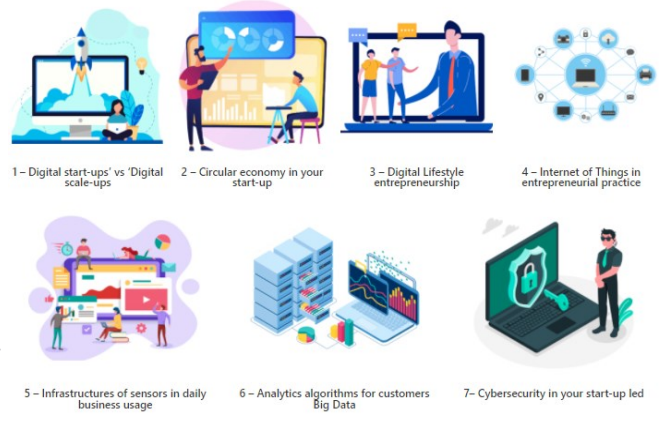 1 – Digital start-ups' vs 'Digital
scale-ups
2 – Circular economy in your
start-up
3 – Digital Lifestyle
entrepreneurship
4 – Internet of Things in
entrepreneurial practice
5 – Infrastructures of sensors in daily
business usage
6 – Analytics algorithms for customers
Big Data
7– Cybersecurity in your start-up led